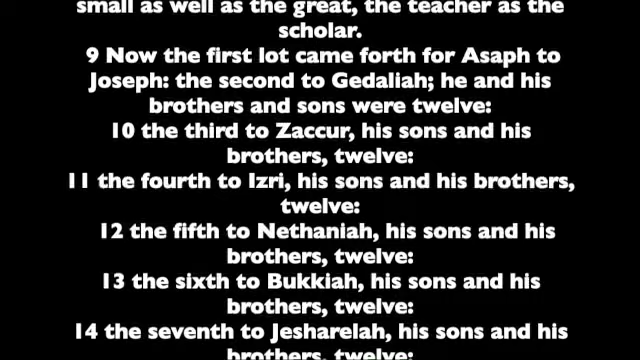 small as well as the great, the teacher as the
scholar.
9 Now the first lot came forth for Asaph to
Joseph: the second to Gedaliah; he and his
brothers and sons were twelve:
10 the third to Zaccur, his sons and his
brothers, twelve:
11 the fourth to Izri, his sons and his brothers,
twelve:
12 the fifth to Nethaniah, his sons and his
brothers, twelve:
13 the sixth to Bukkiah, his sons and his
brothers, twelve:
14 the seventh to Jesharelah, his sons and his
brothers, twelve: